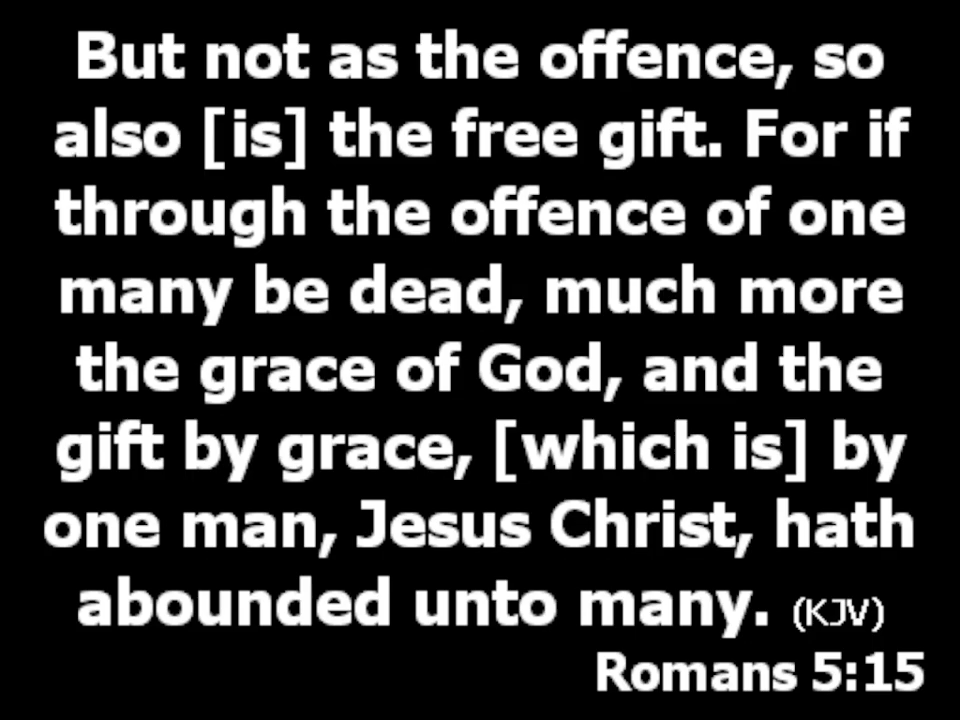 But not as the offence, so
also [is] the free gift. For if
through the offence of one
many be dead, much more
the grace of God, and the
gift by grace, [which is] by
one man, Jesus Christ, hath
abounded unto many. (KJV)
Romans 5:15